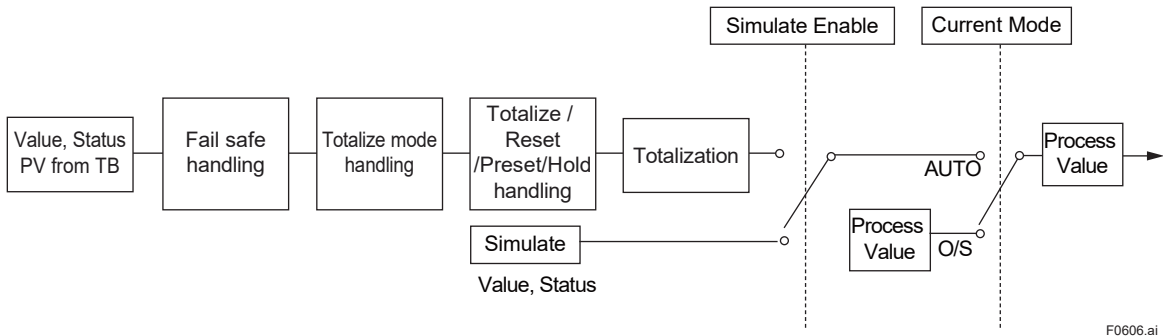 Simulate Enable
Current Mode
Value, Status
PV from TB
Fail safe
handling
Totalize mode
handling
Totalize /
Reset
/Preset/Hold
handling
Totalization
AUTO
Process
Value
Simulate
Value, Status
Process
Value
O/S
F0606.ai